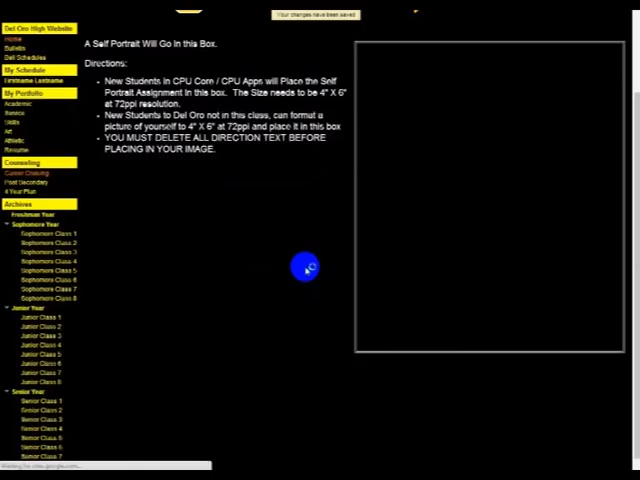 Your changes have been saved
Del Oro High Website
Home
Bulletin
Bell Schedules
My Schedule
Firstname Lastname
My Portfolio
Academic
Service
Skills
Art
Athletic
Resume
Counseling
Career Cruising
Post Secondary
4 Year Plan
Archives
Freshman Year
Sophomore Year
Sophomore Class 1
Sophomore Class 2
Sophomore Class 3
Sophomore Class 4
Sophomore Class 5
Sophomore Class 6
Sophomore Class 7
Sophomore Class 8
Junior Year
Junior Class 1
Junior Class 2
Junior Class 3
Junior Class 4
Junior Class 5
Junior Class 6
Junior Class 7
Junior Class 8
Senior Year
Senior Class 1
Senior Class 2
Senior Class 3
Senior Class 4
Senior Class 5
Senior Class 6
Senior Class 7
A Self Portrait Will Go In this Box.
Directions:
New Students in CPU Core / CPU Apps will Place the Self
Portrait Assignment in this box. The Size needs to be 4" X 6"
at 72ppi resolution.
New Students to Del Oro not in this class, can format a
picture of yourself to 4" X 6" at 72ppi and place it in this box
YOU MUST DELETE ALL DIRECTION TEXT BEFORE
PLACING IN YOUR IMAGE.
Waiting for sites.google.com...